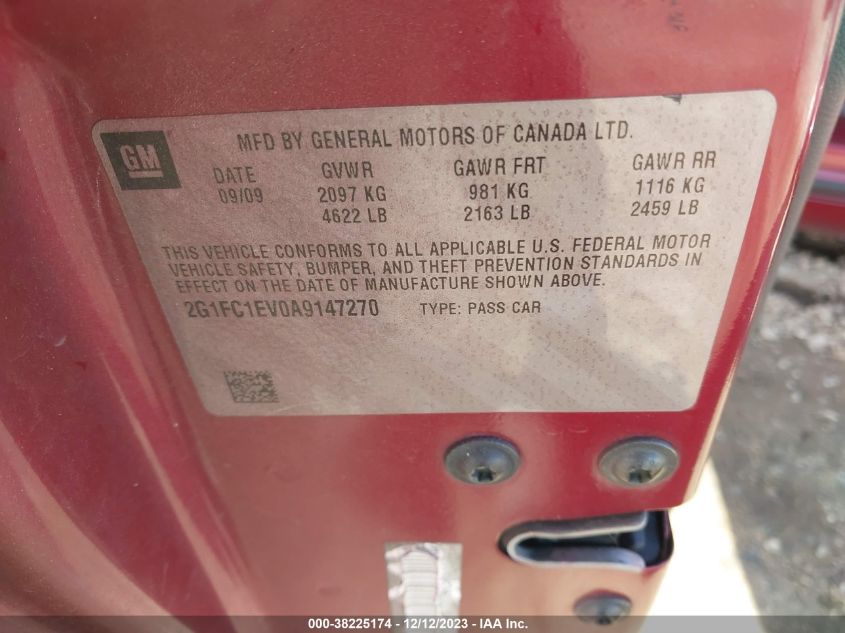 GM
MFD BY GENERAL MOTORS OF CANADA LTD.
DATE GVWR GAWR FRT GAWR RR
09/09 2097 KG 981 KG 1116 KG
4622 LB 2163 LB 2459 LB
THIS VEHICLE CONFORMS TO ALL APPLICABLE U.S. FEDERAL MOTOR
VEHICLE SAFETY, BUMPER, AND THEFT PREVENTION STANDARDS IN
EFFECT ON THE DATE OF MANUFACTURE SHOWN ABOVE.
2G1FC1EV0A9147270 TYPE: PASS CAR
000-38225174 - 12/12/2023 - IAA Inc.